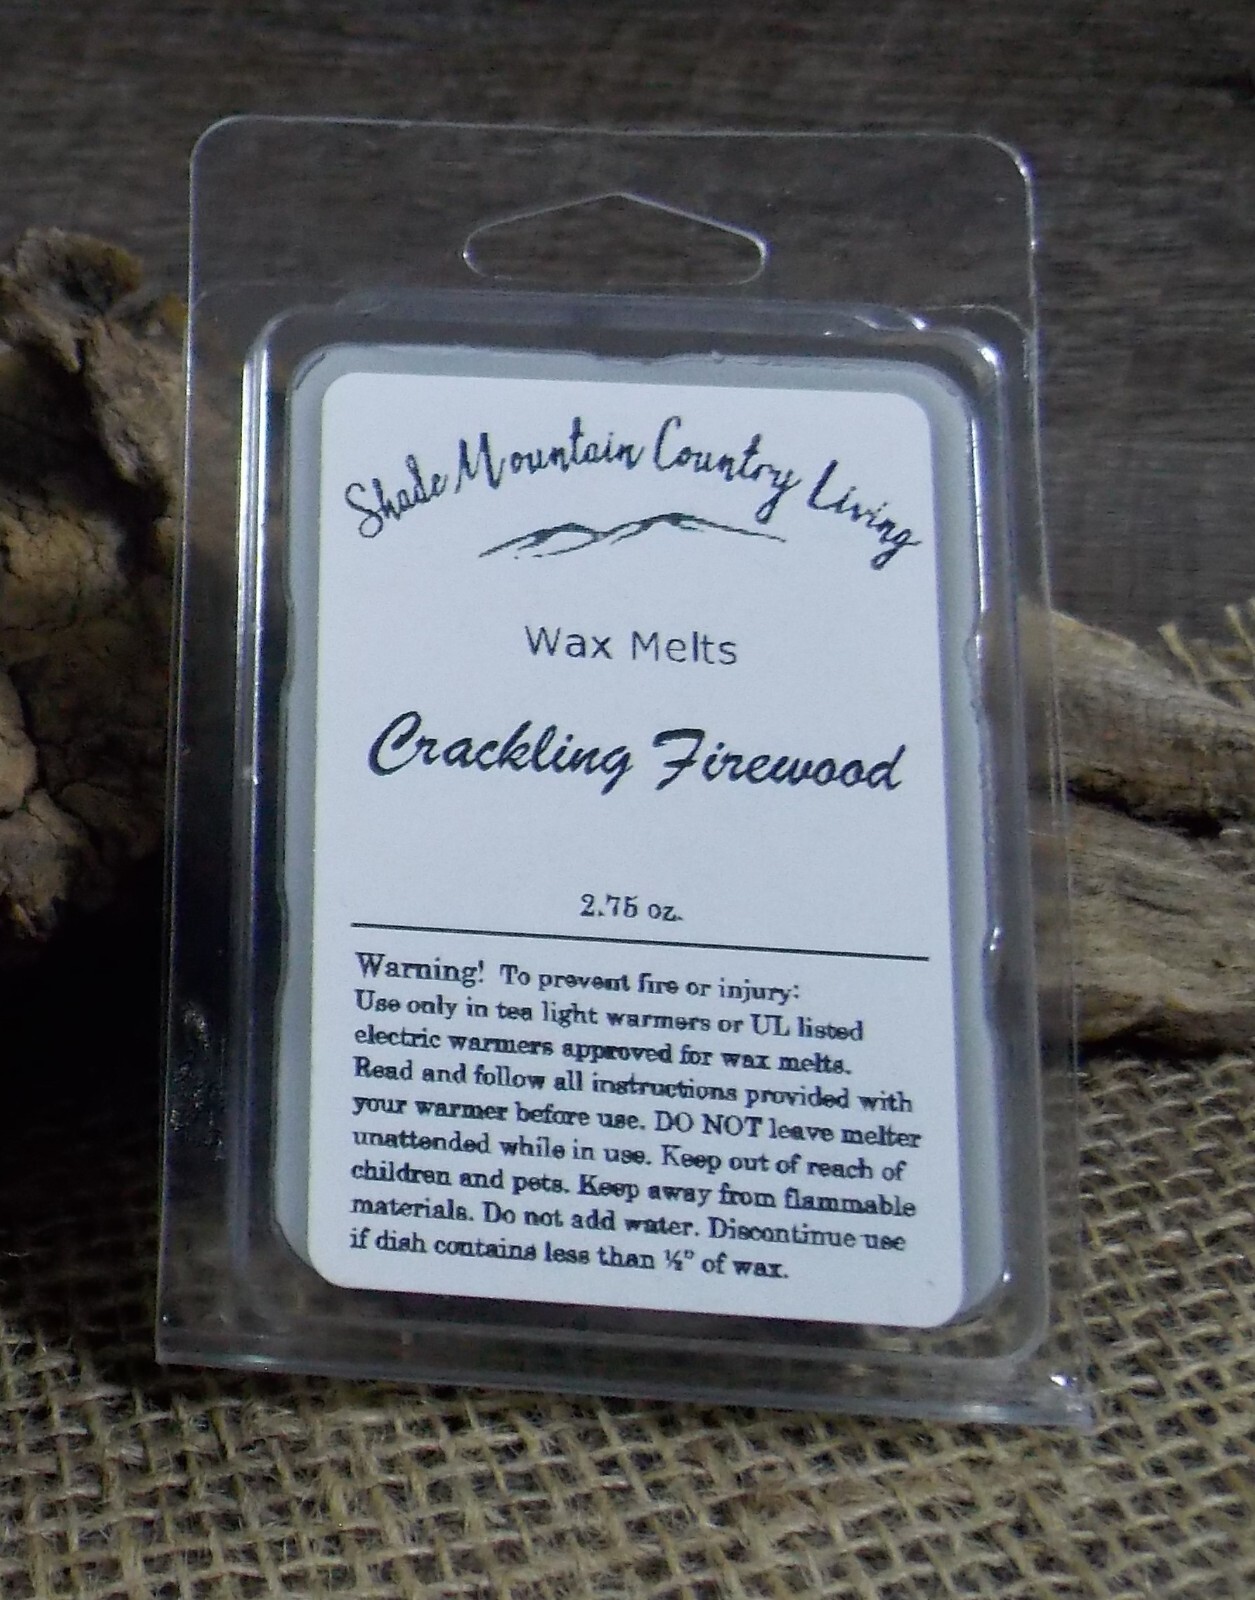 Shade Mountain Country Living
Wax Melts
Crackling Firewood
2.75 oz.
Warning! To prevent fire or injury:
Use only in tea light warmers or UL listed
electric warmers approved for wax melts.
Read and follow all instructions provided with
your warmer before use. DO NOT leave melter
unattended while in use. Keep out of reach of
children and pets. Keep away from flammable
materials. Do not add water. Discontinue use
if dish contains less than ½" of wax.